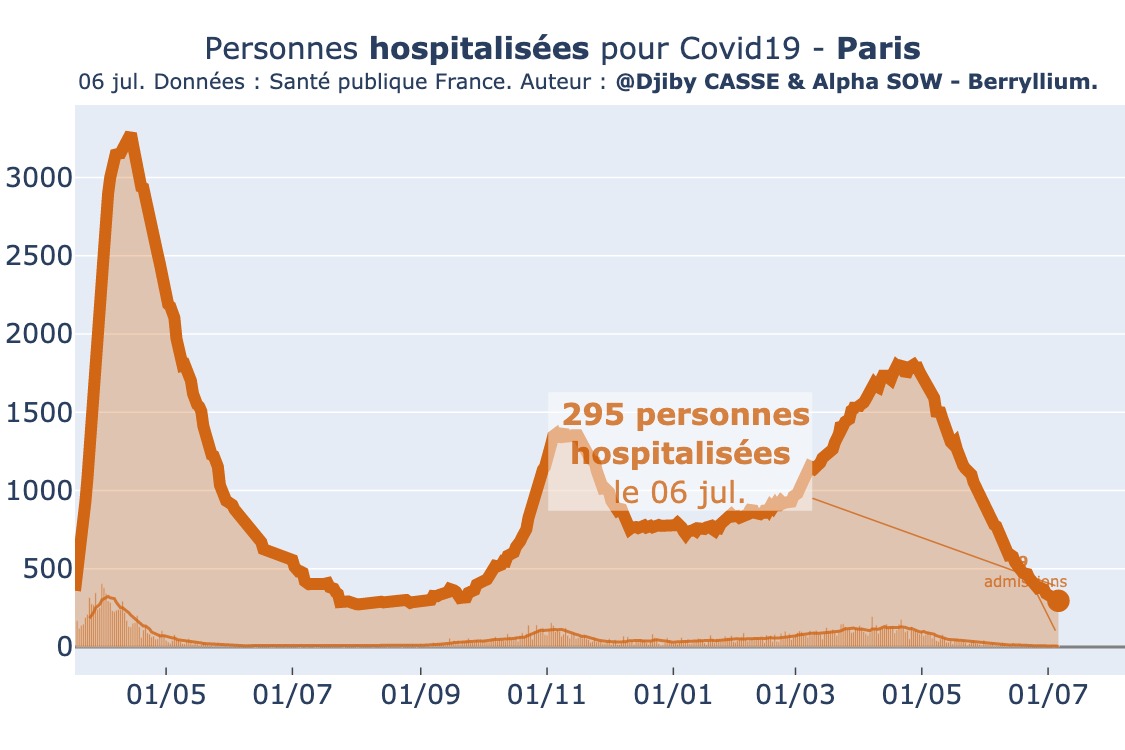 Personnes hospitalisées pour Covid19 - Paris
06 jul. Données : Santé publique France. Auteur : @Djiby CASSE & Alpha SOW - Berryllium.
3000
2500
2000
1500
1000
500
0
295 personnes
hospitalisées
le 06 jul.
admissions
01/05 01/07 01/09 01/11 01/01 01/03 01/05 01/07